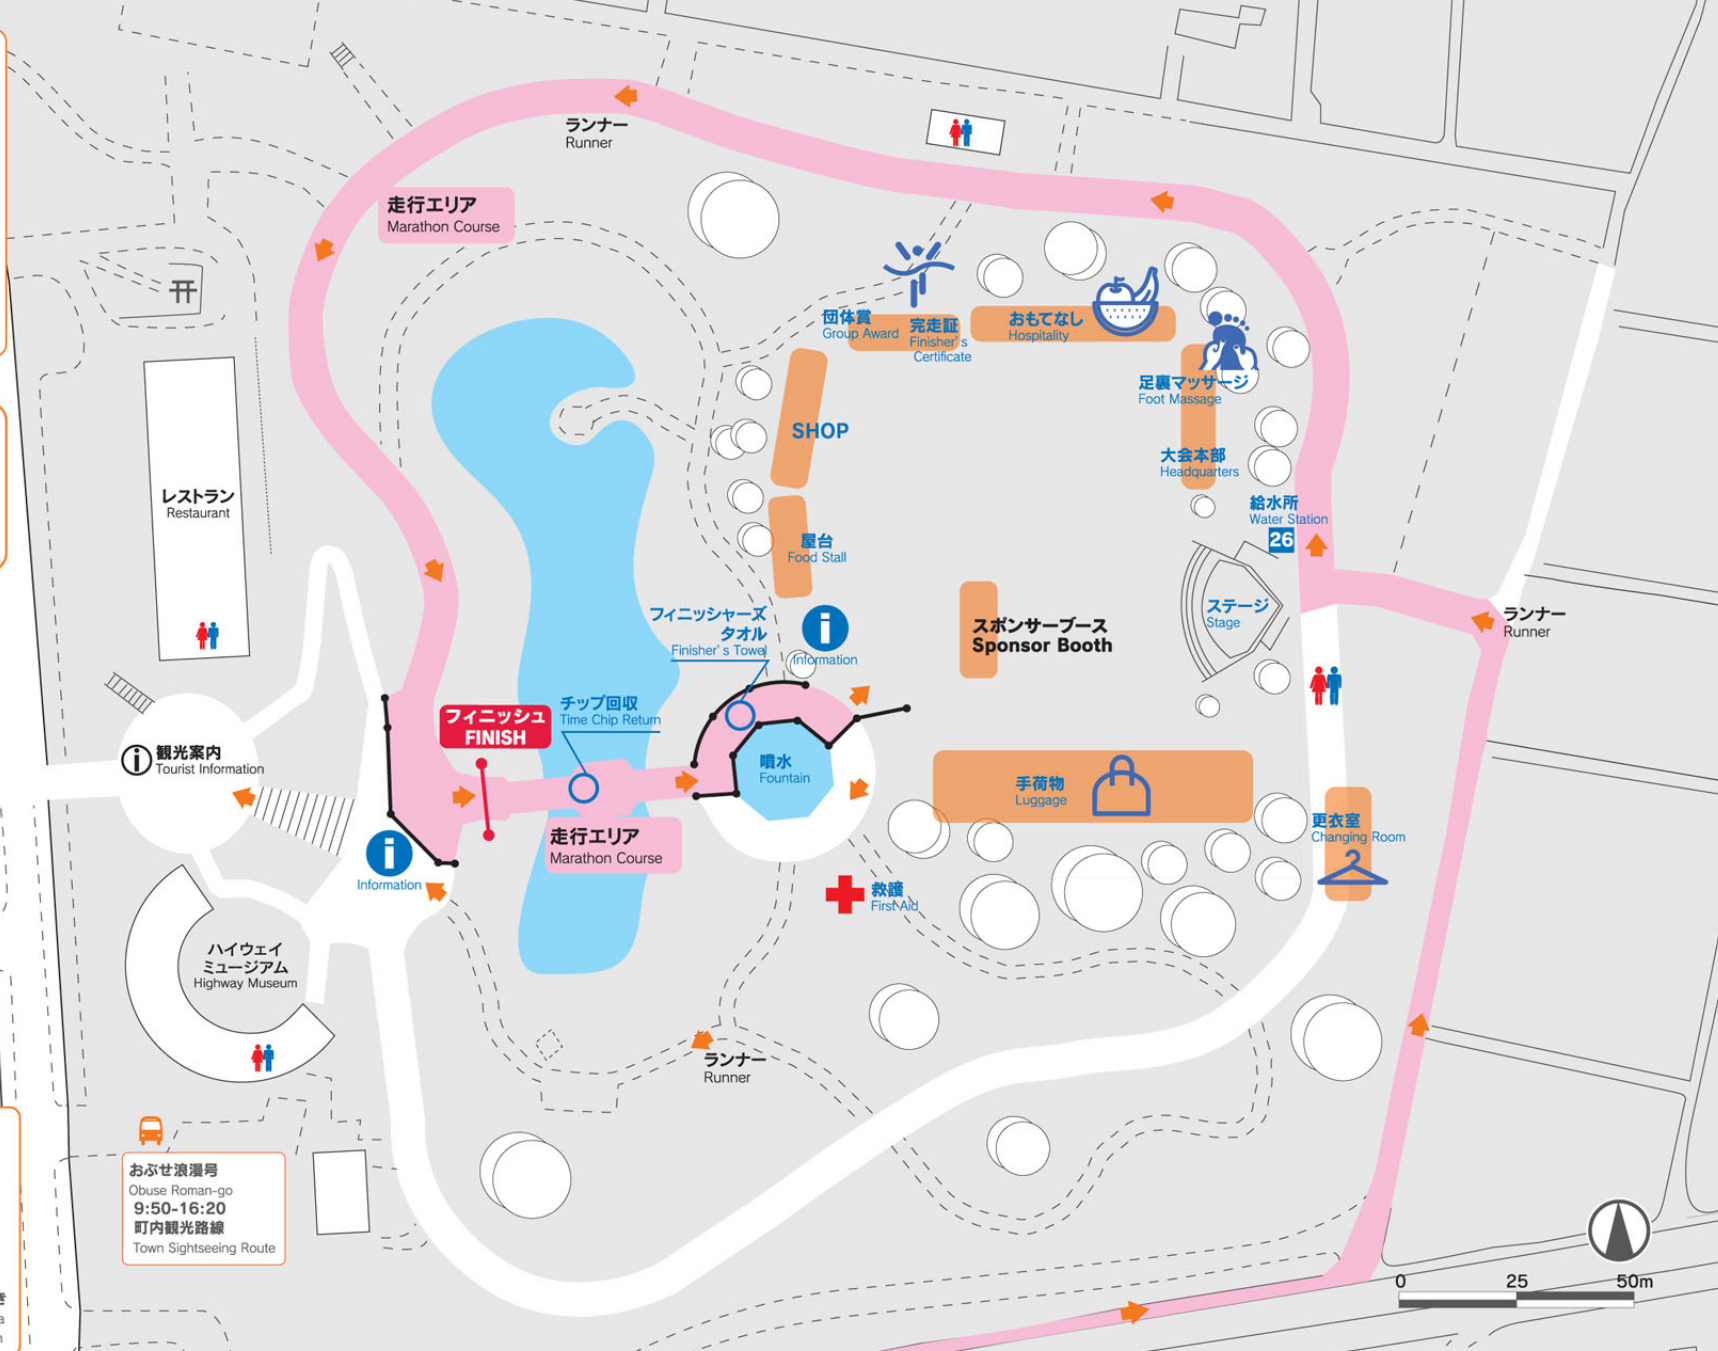 ランナー
Runner
走行エリア
Marathon Course
団体賞
Group Award
完走証
Finisher's
Certificate
おもてなし
Hospitality
足裏マッサージ
Foot Massage
SHOP
大会本部
Headquarters
レストラン
Restaurant
給水所
Water Station
26
屋台
Food Stall
ステージ
Stage
ランナー
Runner
フィニッシャーズ
タオル
Finisher's Towel
Information
スポンサーブース
Sponsor Booth
チップ回収
Time Chip Return
フィニッシュ
FINISH
観光案内
Tourist Information
噴水
Fountain
手荷物
Luggage
更衣室
Changing Room
走行エリア
Marathon Course
Information
救護
First Aid
ハイウェイ
ミュージアム
Highway Museum
ランナー
Runner
おぶせ浪漫号
Obuse Roman-go
9:50-16:20
町内観光路線
Town Sightseeing Route
0 25 50m